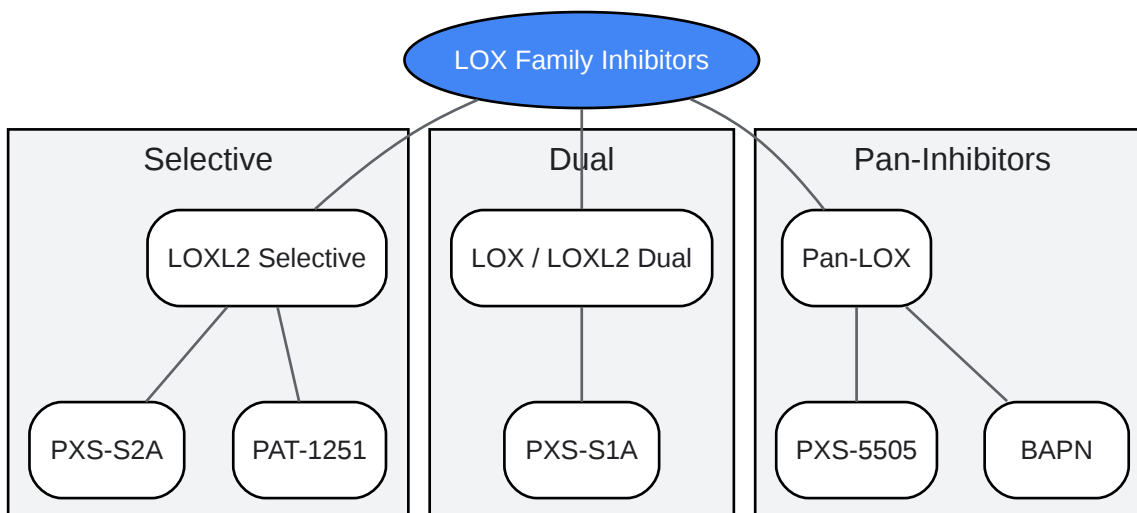 LOX Family Inhibitors
Selective
Dual
Pan-Inhibitors
LOXL2 Selective
LOX / LOXL2 Dual
Pan-LOX
PXS-S2A
PAT-1251
PXS-S1A
PXS-5505
BAPN